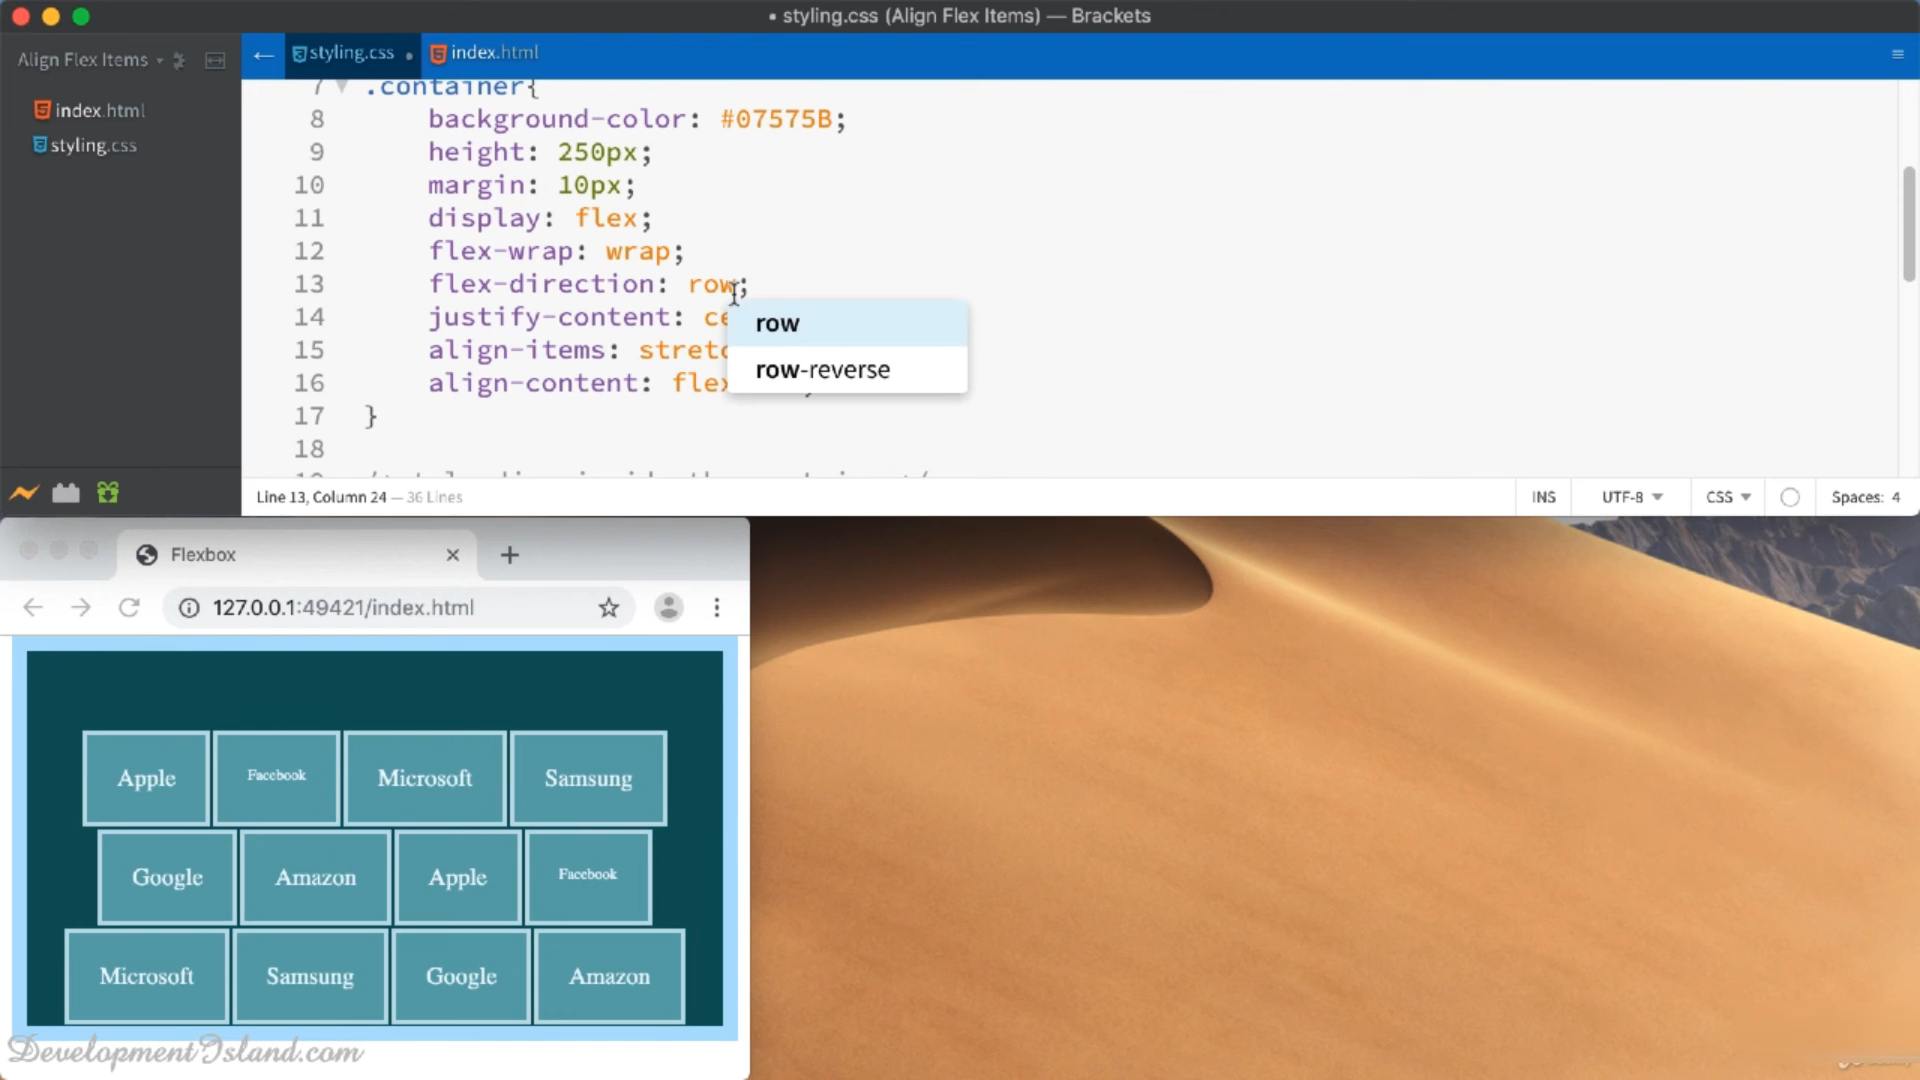 styling.css (Align Flex Items) — Brackets
Align Flex Items
index.html
styling.css
styling.css
index.html
7 .container{
8 background-color: #07575B;
9 height: 250px;
10 margin: 10px;
11 display: flex;
12 flex-wrap: wrap;
13 flex-direction: row;
14 justify-content: ce
15 align-items: stretc
16 align-content: flex
17 }
18
row
row-reverse
Line 13, Column 24 — 36 Lines
INS
UTF-8
CSS
Spaces: 4
Flexbox
127.0.0.1:49421/index.html
Apple Facebook Microsoft Samsung
Google Amazon Apple Facebook
Microsoft Samsung Google Amazon
DevelopmentIsland.com